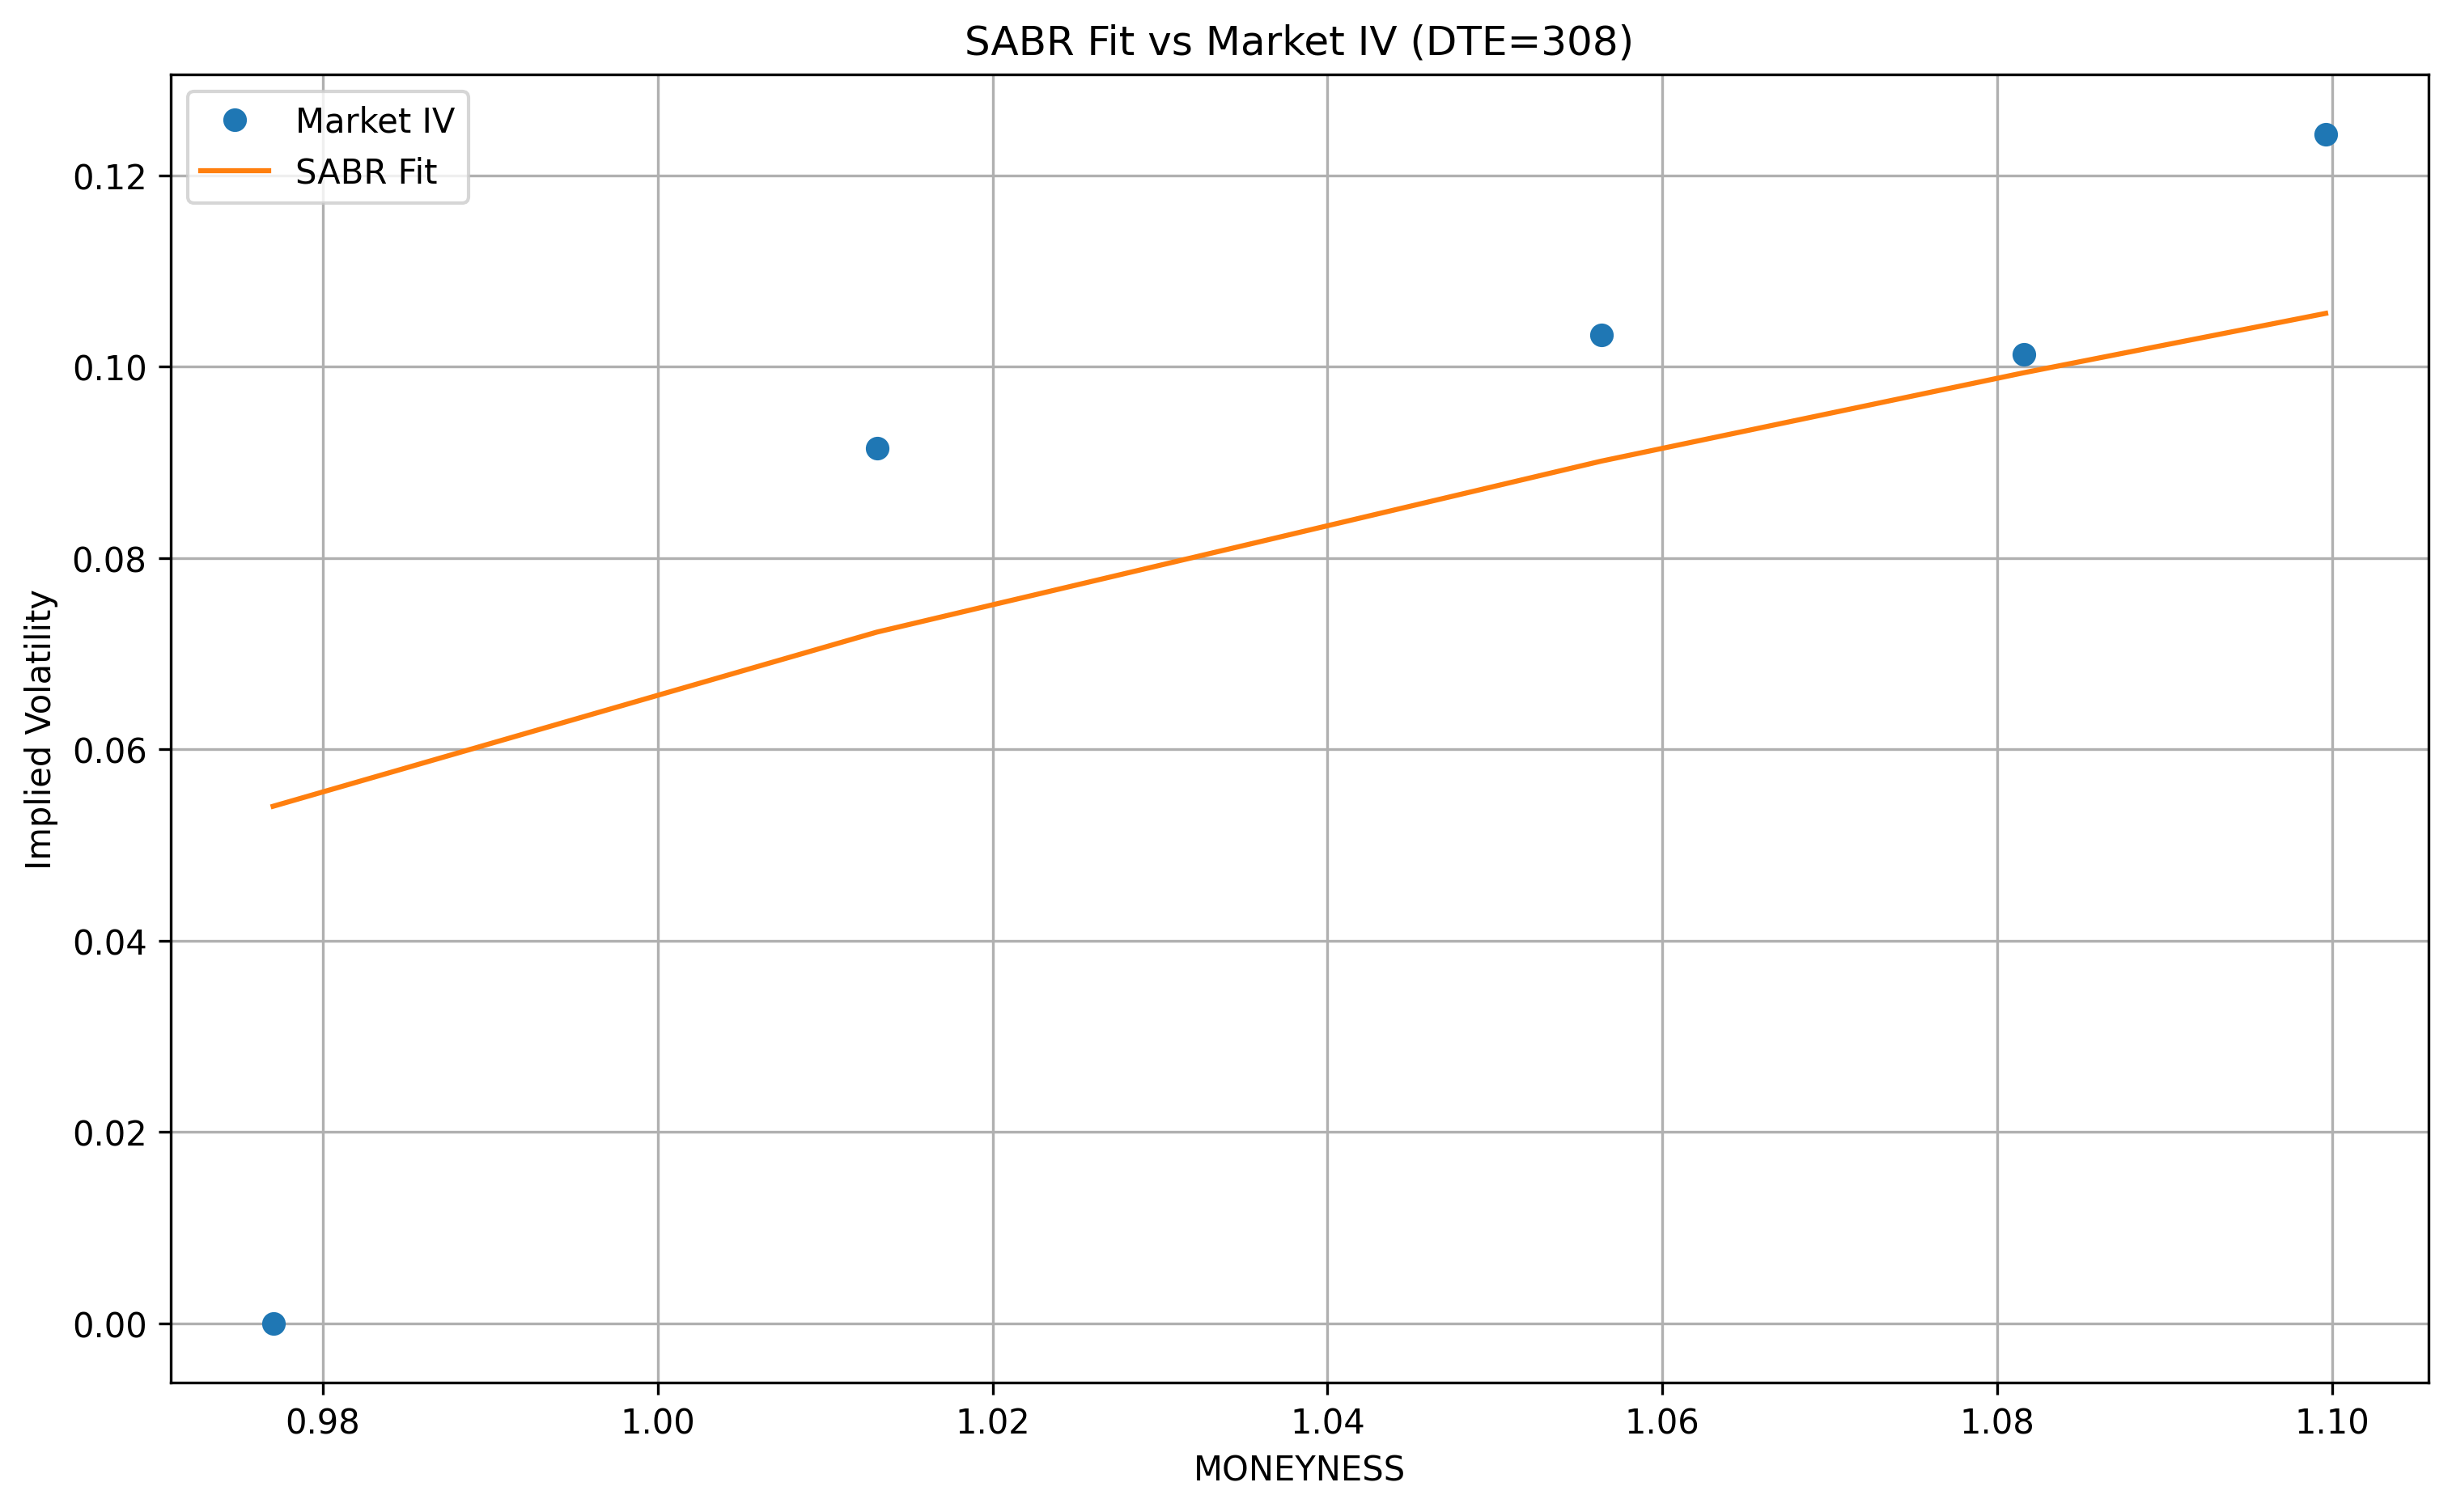 SABR Fit vs Market IV (DTE=308)
Market IV
SABR Fit
Implied Volatility
0.12
0.10
0.08
0.06
0.04
0.02
0.00
0.98
1.00
1.02
1.04
1.06
1.08
1.10
MONEYNESS